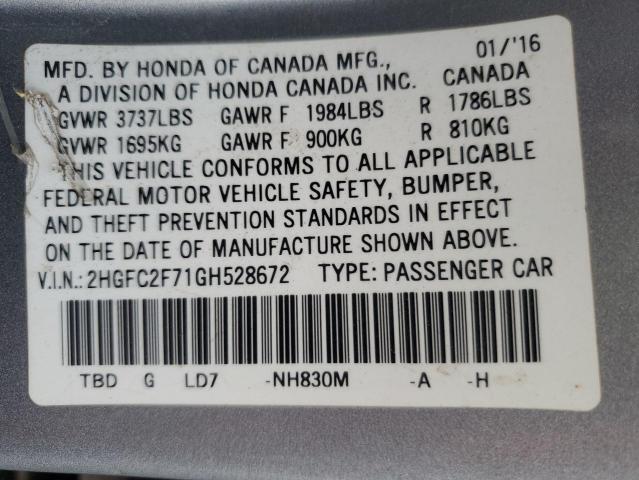 MFD. BY HONDA OF CANADA MFG., 01/'16
A DIVISION OF HONDA CANADA INC. CANADA
GVWR 3737LBS GAWR F 1984LBS R 1786LBS
GVWR 1695KG GAWR F 900KG R 810KG
THIS VEHICLE CONFORMS TO ALL APPLICABLE
FEDERAL MOTOR VEHICLE SAFETY, BUMPER,
AND THEFT PREVENTION STANDARDS IN EFFECT
ON THE DATE OF MANUFACTURE SHOWN ABOVE.
V.I.N.: 2HGFC2F71GH528672 TYPE: PASSENGER CAR
TBD G LD7 -NH830M -A -H